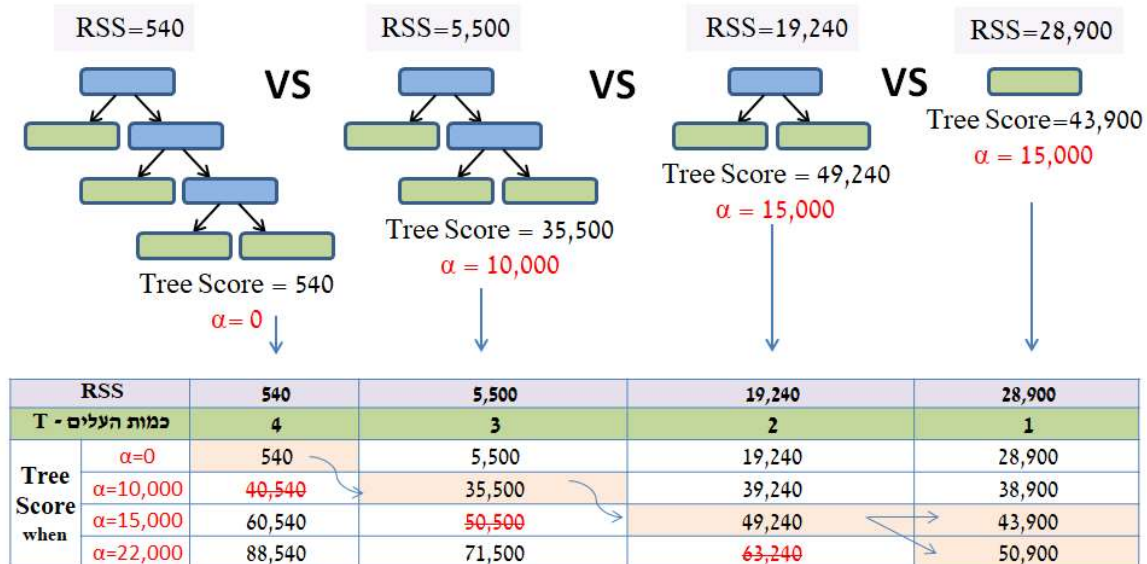 RSS=540 RSS=5,500 RSS=19,240 RSS=28,900
VS VS VS
Tree Score=43,900
α = 15,000
Tree Score = 49,240
α = 15,000
Tree Score = 35,500
α = 10,000
Tree Score = 540
α= 0
RSS 540 5,500 19,240 28,900
כמות העלים - T 4 3 2 1
Tree Score when
α=0 540 5,500 19,240 28,900
α=10,000 40,540 35,500 39,240 38,900
α=15,000 60,540 50,500 49,240 43,900
α=22,000 88,540 71,500 63,240 50,900